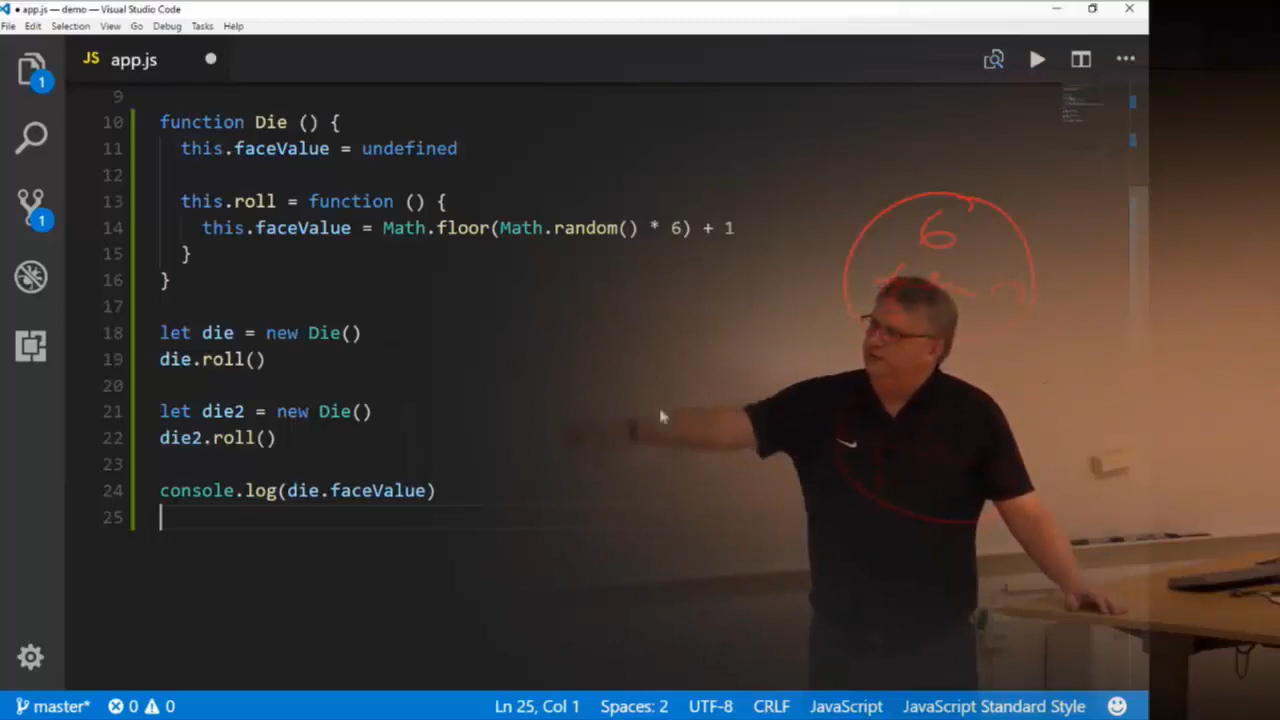 ● app.js — demo — Visual Studio Code
File Edit Selection View Go Debug Tasks Help
JS app.js
1
1
9
10 function Die () {
11 this.faceValue = undefined
12
13 this.roll = function () {
14 this.faceValue = Math.floor(Math.random() * 6) + 1
15 }
16 }
17
18 let die = new Die()
19 die.roll()
20
21 let die2 = new Die()
22 die2.roll()
23
24 console.log(die.faceValue)
25
6
master* 0 0 Ln 25, Col 1 Spaces: 2 UTF-8 CRLF JavaScript JavaScript Standard Style